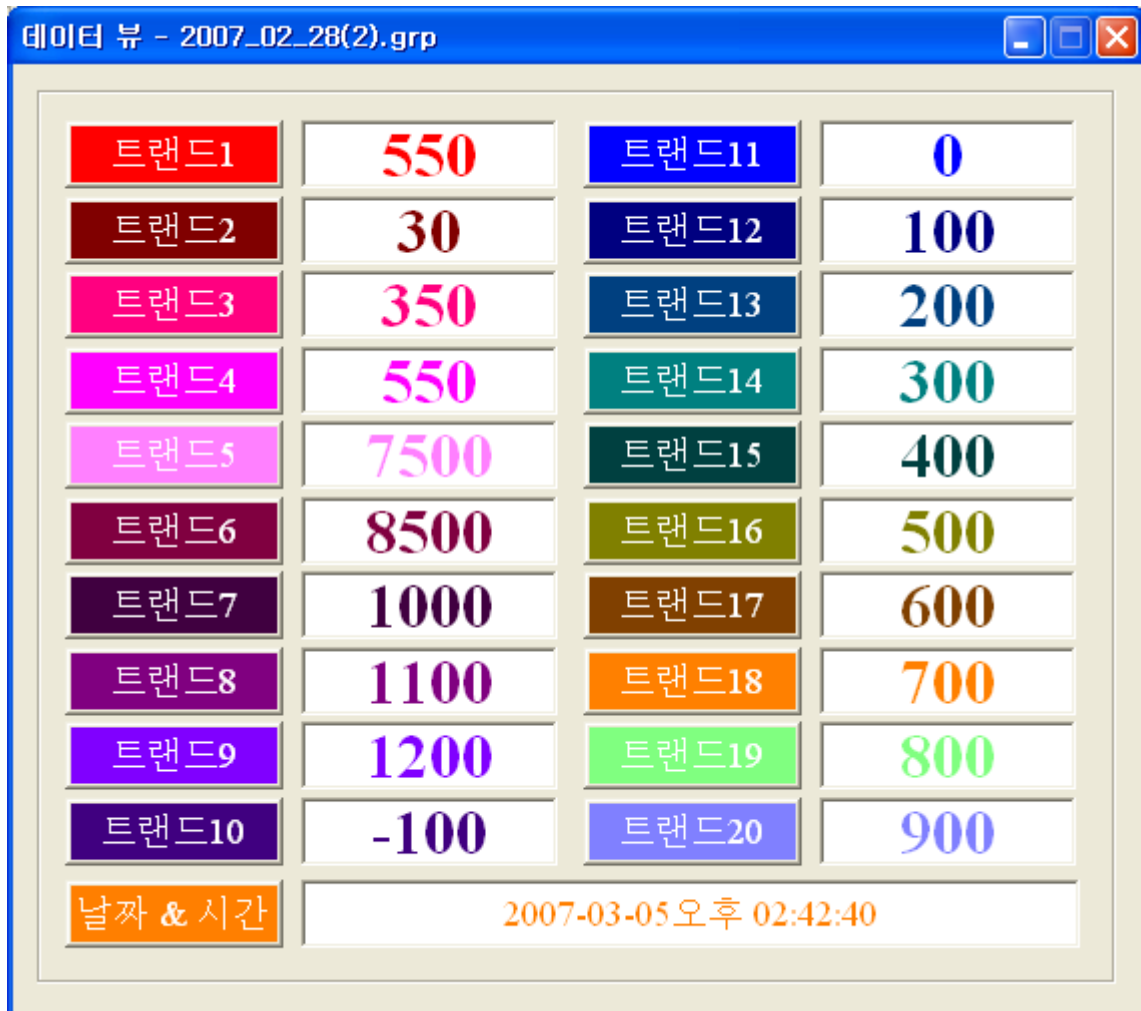 데이터 뷰 - 2007_02_28(2).grp
트랜드1 550 트랜드11 0
트랜드2 30 트랜드12 100
트랜드3 350 트랜드13 200
트랜드4 550 트랜드14 300
트랜드5 7500 트랜드15 400
트랜드6 8500 트랜드16 500
트랜드7 1000 트랜드17 600
트랜드8 1100 트랜드18 700
트랜드9 1200 트랜드19 800
트랜드10 -100 트랜드20 900
날짜 & 시간 2007-03-05오후 02:42:40